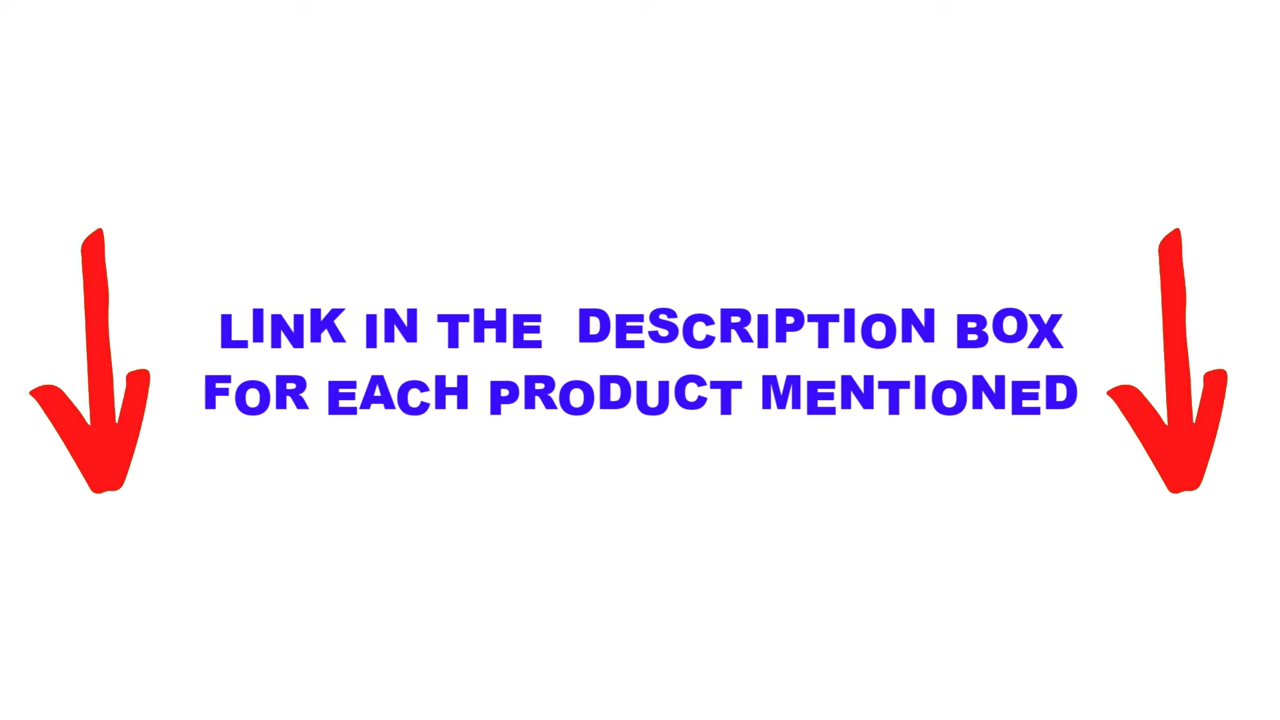 LINK IN THE DESCRIPTION BOX
FOR EACH PRODUCT MENTIONED